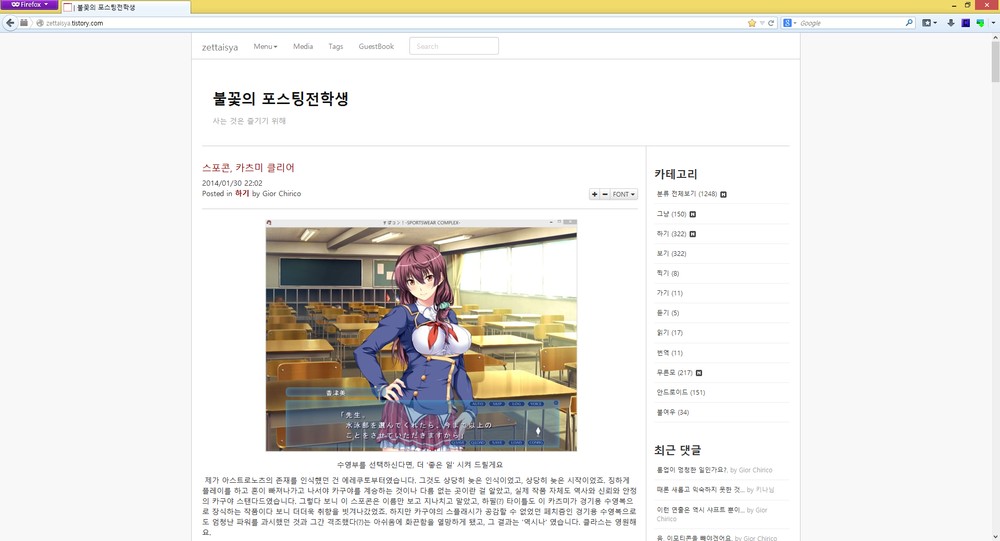 Firefox
[ 불꽃의 포스팅전학생
zettaisya.tistory.com
Google
zettaisya
Menu
Media
Tags
GuestBook
Search
불꽃의 포스팅전학생
사는 것은 즐기기 위해
스포콘, 카즈미 클리어
2014/01/30 22:02
Posted in 하기 by Gior Chirico
FONT
すぽコン！-SPORTSWEAR COMPLEX-
香津美
「先生。
水泳部を選んでくれたら、今まで以上の
ことをさせていただきますから」
수영부를 선택하신다면, 더 '좋은 일' 시켜 드릴게요
제가 아스트로노츠의 존재를 인식했던 건 에레쿠토부터였습니다. 그것도 상당히 늦은 인식이었고, 상당히 늦은 시작이었죠. 징하게
플레이를 하고 혼이 빠져나가고 나서야 카구야를 계승하는 것이나 다름 없는 곳이란 걸 알았고, 실제 작품 자체도 역사와 신뢰와 안정
의 카구야 스탠다드였습니다. 그렇다 보니 이 스포콘은 이름만 보고 지나치고 말았고, 하필(?) 타이틀도 이 카즈미가 경기용 수영복으
로 장식하는 작품이다 보니 더더욱 취향을 빗겨나갔었죠. 하지만 카구야의 스플래시가 공감할 수 없었던 페치즘인 경기용 수영복으로
도 엄청난 파워를 과시했던 것과 그간 격조했다(?)는 아쉬움에 화끈함을 열망하게 됐고, 그 결과는 '역시나' 였습니다. 클라스는 영원해
요.
카테고리
분류 전체보기 (1248)
그냥 (150)
하기 (322)
보기 (322)
찍기 (8)
가기 (11)
듣기 (5)
읽기 (17)
번역 (11)
푸른모 (217)
안드로이드 (151)
불여우 (34)
최근 댓글
롬업이 멍청한 일인가요?, by Gior Chirico
때론 새롭고 익숙하지 못한 것... by 키나님
이런 연출은 역시 샤프트 뿐이... by Gior
Chirico
음, 이모티콘을 빼야겠어요. by Gior Chirico